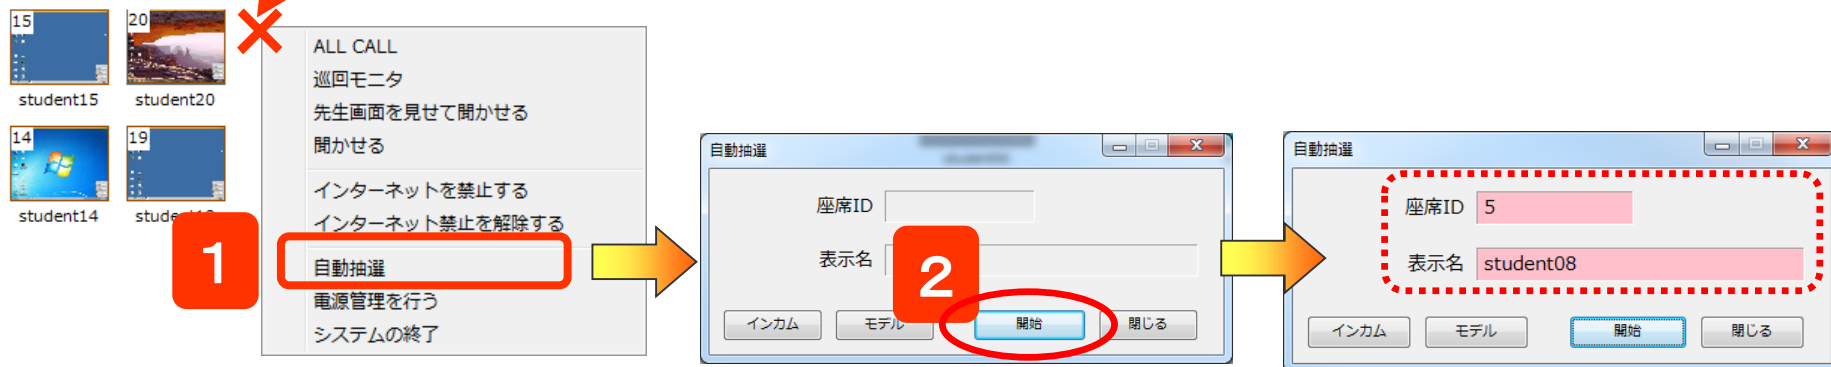 15
20
student15
student20
14
19
student14
ALL CALL
巡回モニタ
先生画面を見せて聞かせる
聞かせる
インターネットを禁止する
インターネット禁止を解除する
自動抽選
電源管理を行う
システムの終了
1
自動抽選
座席ID
表示名
2
インカム
モデル
開始
閉じる
自動抽選
座席ID 5
表示名 student08
インカム
モデル
開始
閉じる